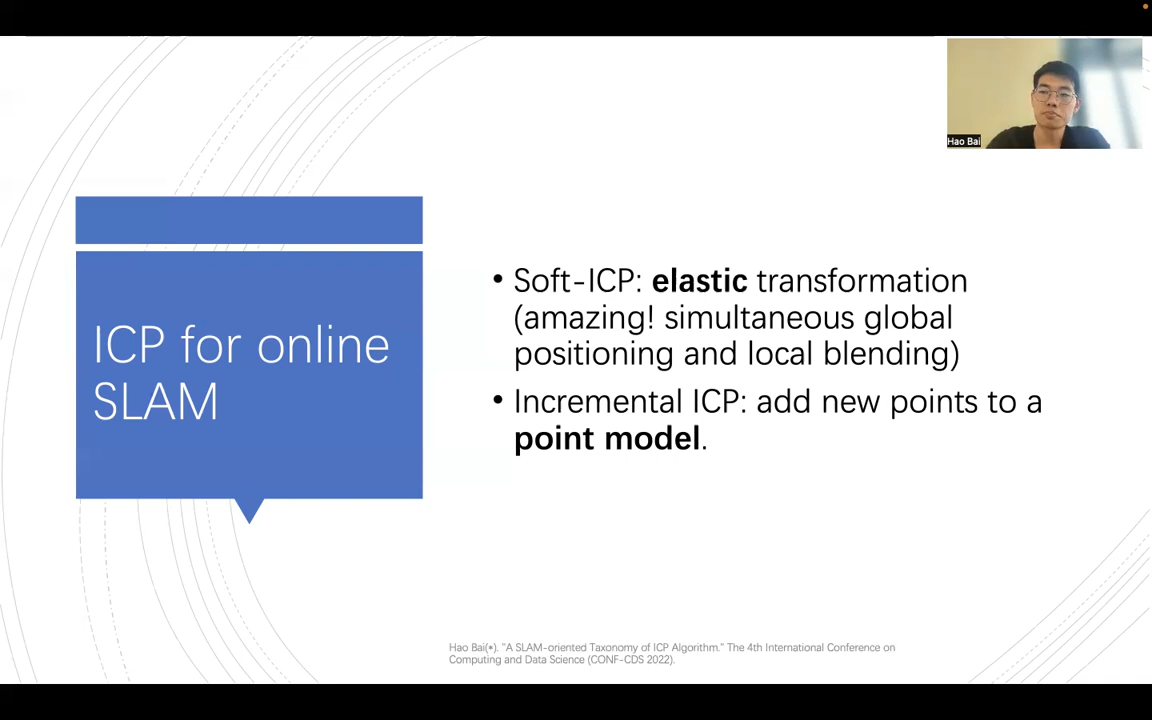 Hao Bai
ICP for online
SLAM
• Soft-ICP: elastic transformation
(amazing! simultaneous global
positioning and local blending)
• Incremental ICP: add new points to a
point model.
Hao Bai(*). "A SLAM-oriented Taxonomy of ICP Algorithm." The 4th International Conference on
Computing and Data Science (CONF-CDS 2022).